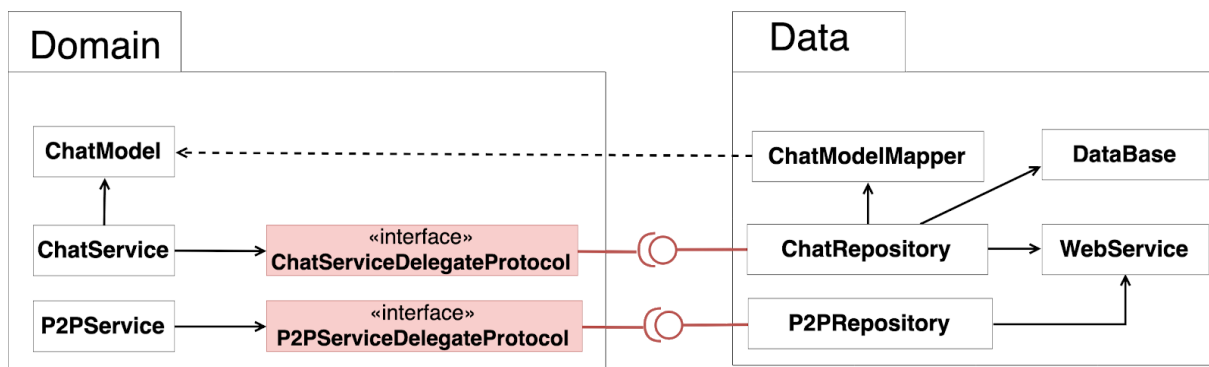 Domain
Data
ChatModel
ChatModelMapper
DataBase
ChatService
«interface»
ChatServiceDelegateProtocol
ChatRepository
WebService
P2PService
«interface»
P2PServiceDelegateProtocol
P2PRepository